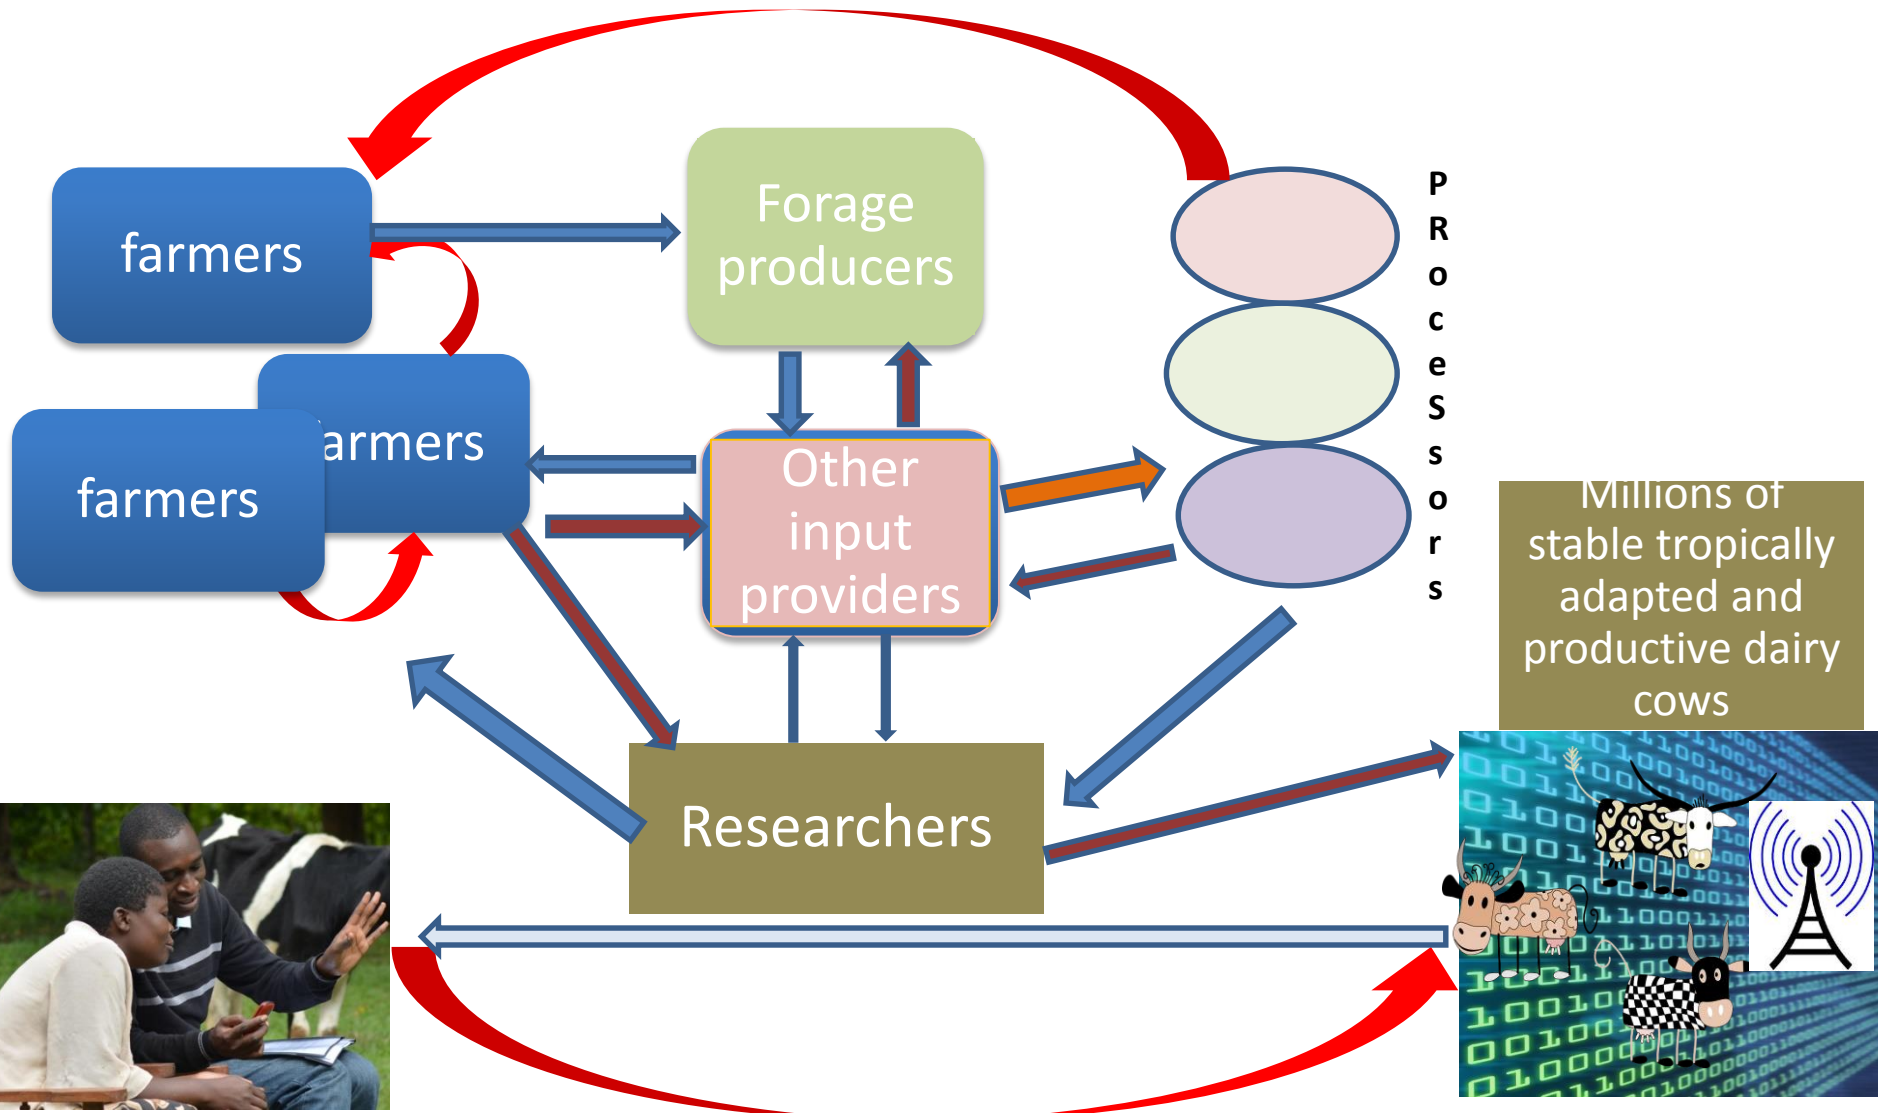 farmers
Forage
producers
P
R
o
c
e
S
s
o
r
s
armers
farmers
Other
input
providers
Millions of
stable tropically
adapted and
productive dairy
cows
Researchers